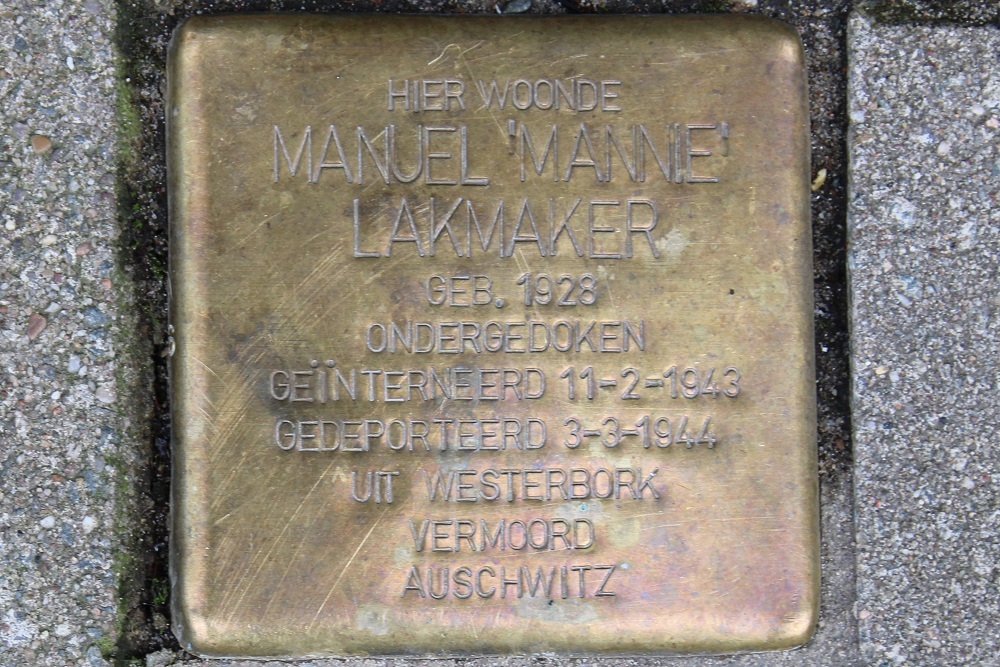 HIER WOONDE
MANUEL 'MANNIE'
LAKMAKER
GEB. 1928
ONDERGEDOKEN
GEÏNTERNEERD 11-2-1943
GEDEPORTEERD 3-3-1944
UIT WESTERBORK
VERMOORD
AUSCHWITZ